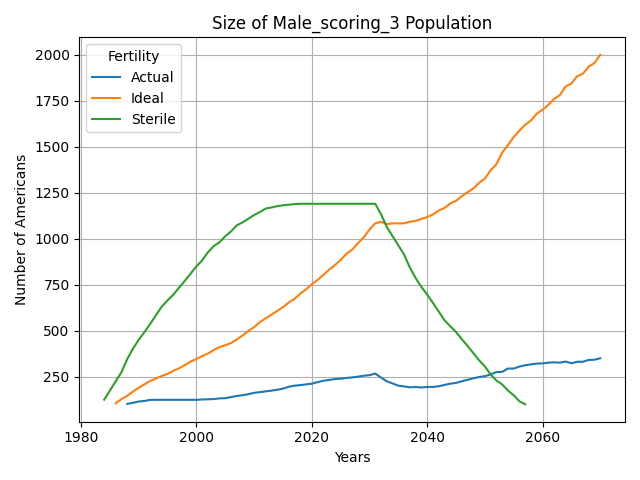 Size of Male_scoring_3 Population
Fertility
Actual
Ideal
Sterile
Number of Americans
2000
1750
1500
1250
1000
750
500
250
1980
2000
2020
2040
2060
Years